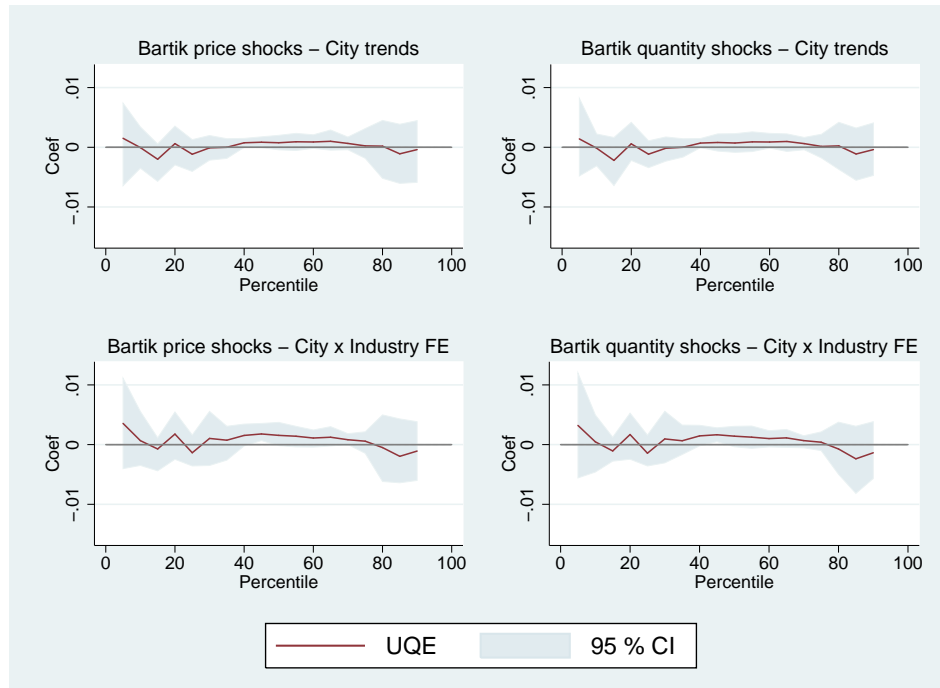 Bartik price shocks – City trends
.01
0
−.01
Coef
0 20 40 60 80 100
Percentile
Bartik quantity shocks – City trends
.01
0
−.01
Coef
0 20 40 60 80 100
Percentile
Bartik price shocks – City x Industry FE
.01
0
−.01
Coef
0 20 40 60 80 100
Percentile
Bartik quantity shocks – City x Industry FE
.01
0
−.01
Coef
0 20 40 60 80 100
Percentile
UQE 95 % CI